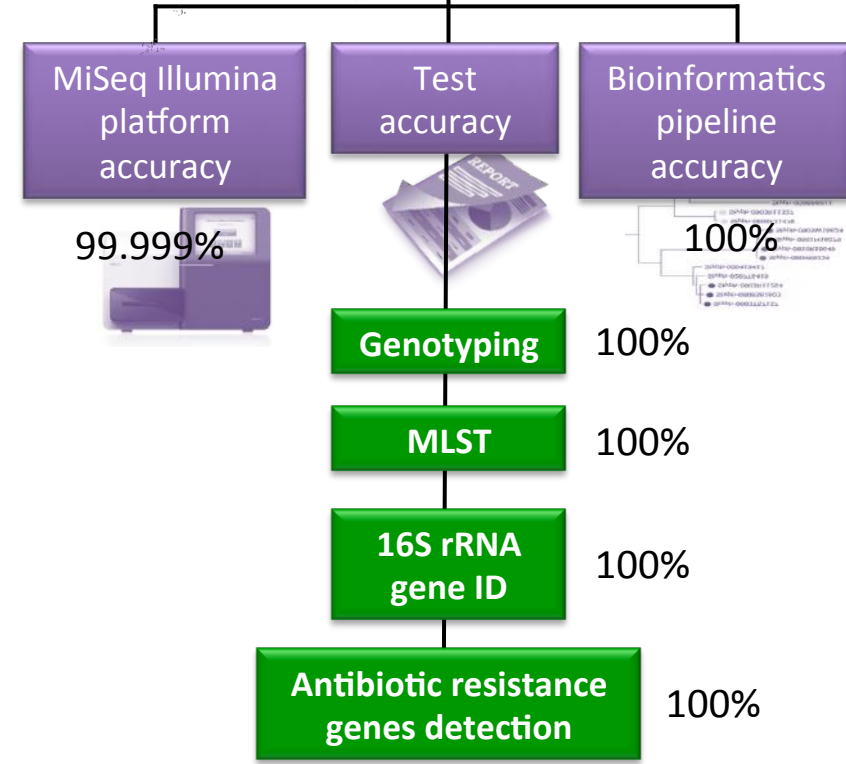 MiSeq Illumina
platform
accuracy
Test
accuracy
Bioinformatics
pipeline
accuracy
REPORT
99.999%
100%
Genotyping
100%
MLST
100%
16S rRNA
gene ID
100%
Antibiotic resistance
genes detection
100%